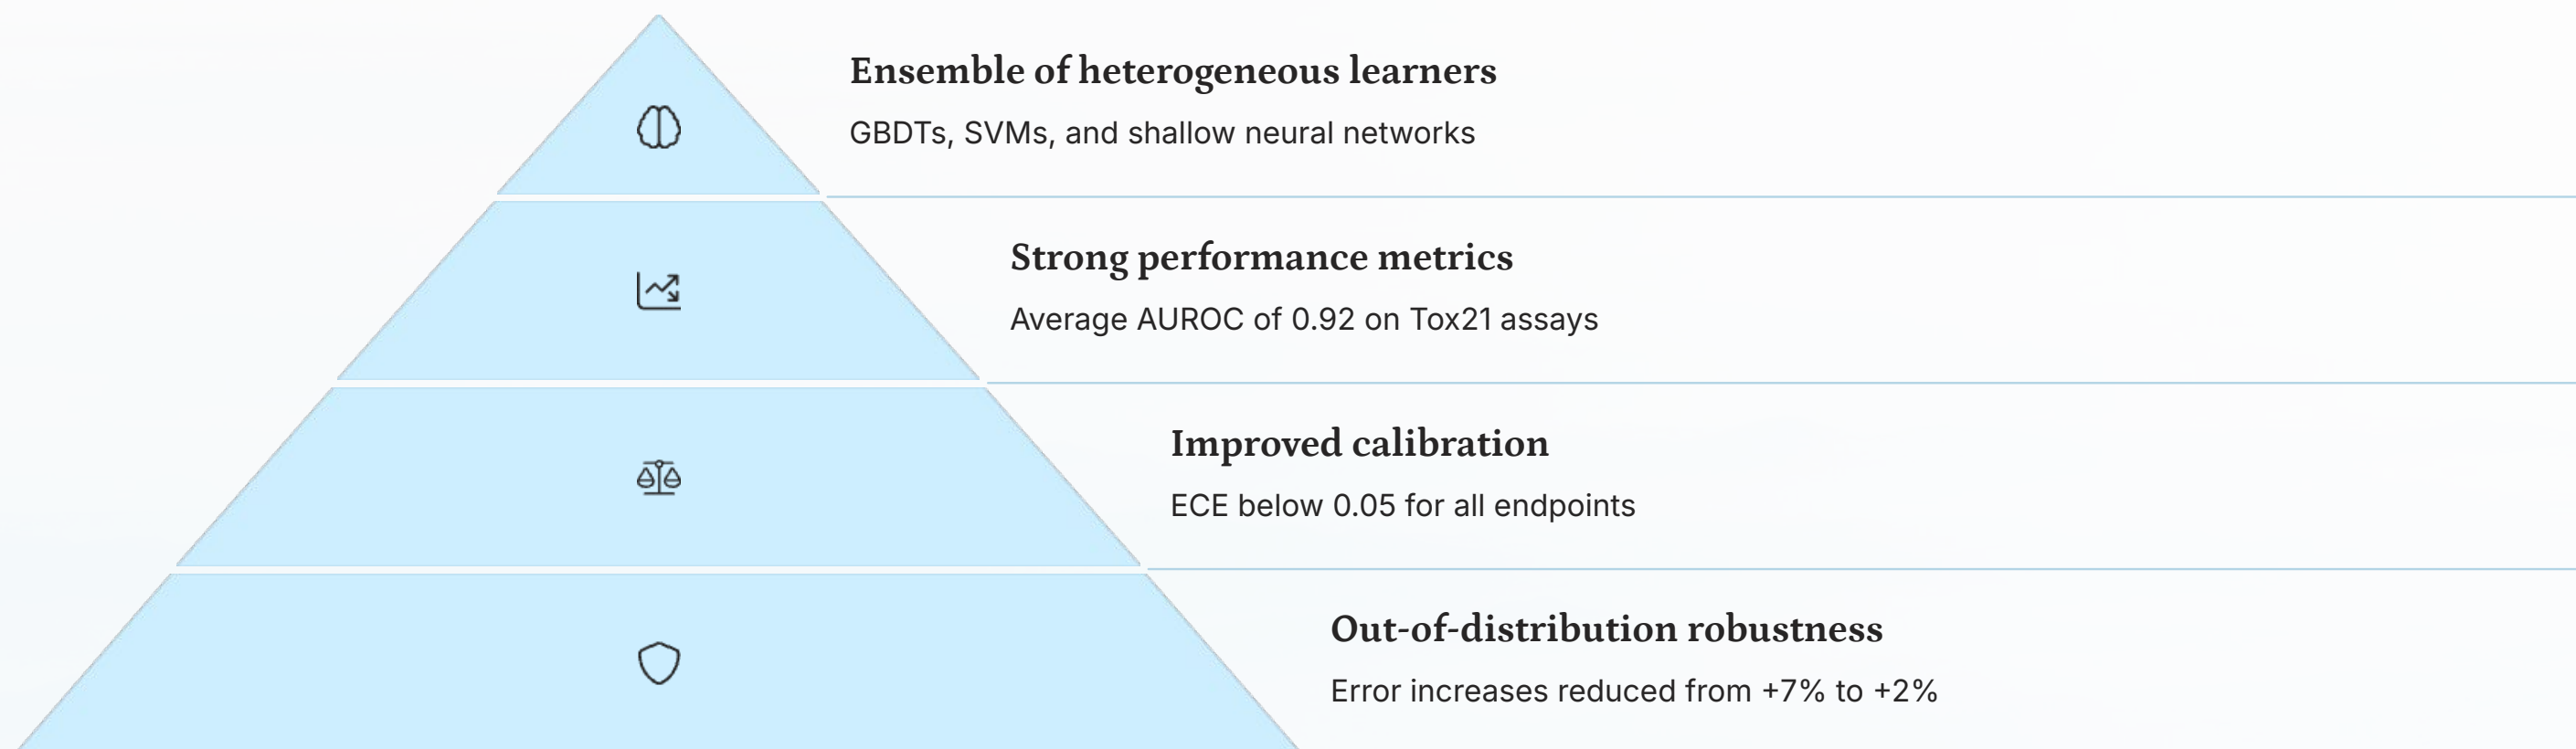 Ensemble of heterogeneous learners
GBDTs, SVMs, and shallow neural networks
Strong performance metrics
Average AUROC of 0.92 on Tox21 assays
Improved calibration
ECE below 0.05 for all endpoints
Out-of-distribution robustness
Error increases reduced from +7% to +2%